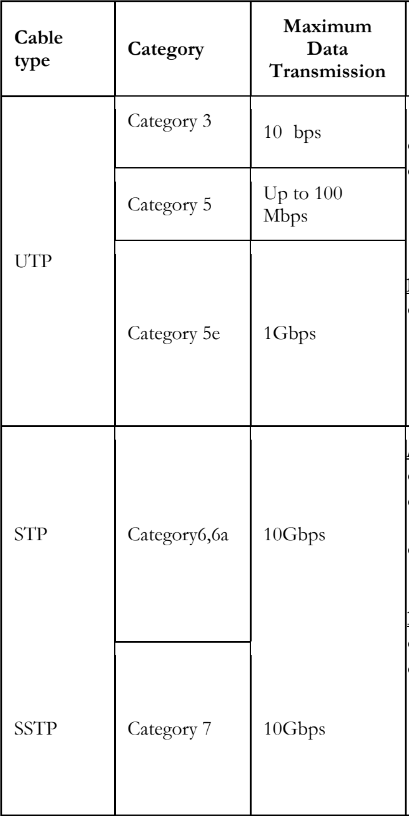 Cable type
Category
Maximum Data Transmission
UTP
Category 3
10 bps
Category 5
Up to 100 Mbps
Category 5e
1Gbps
STP
Category6,6a
10Gbps
SSTP
Category 7
10Gbps